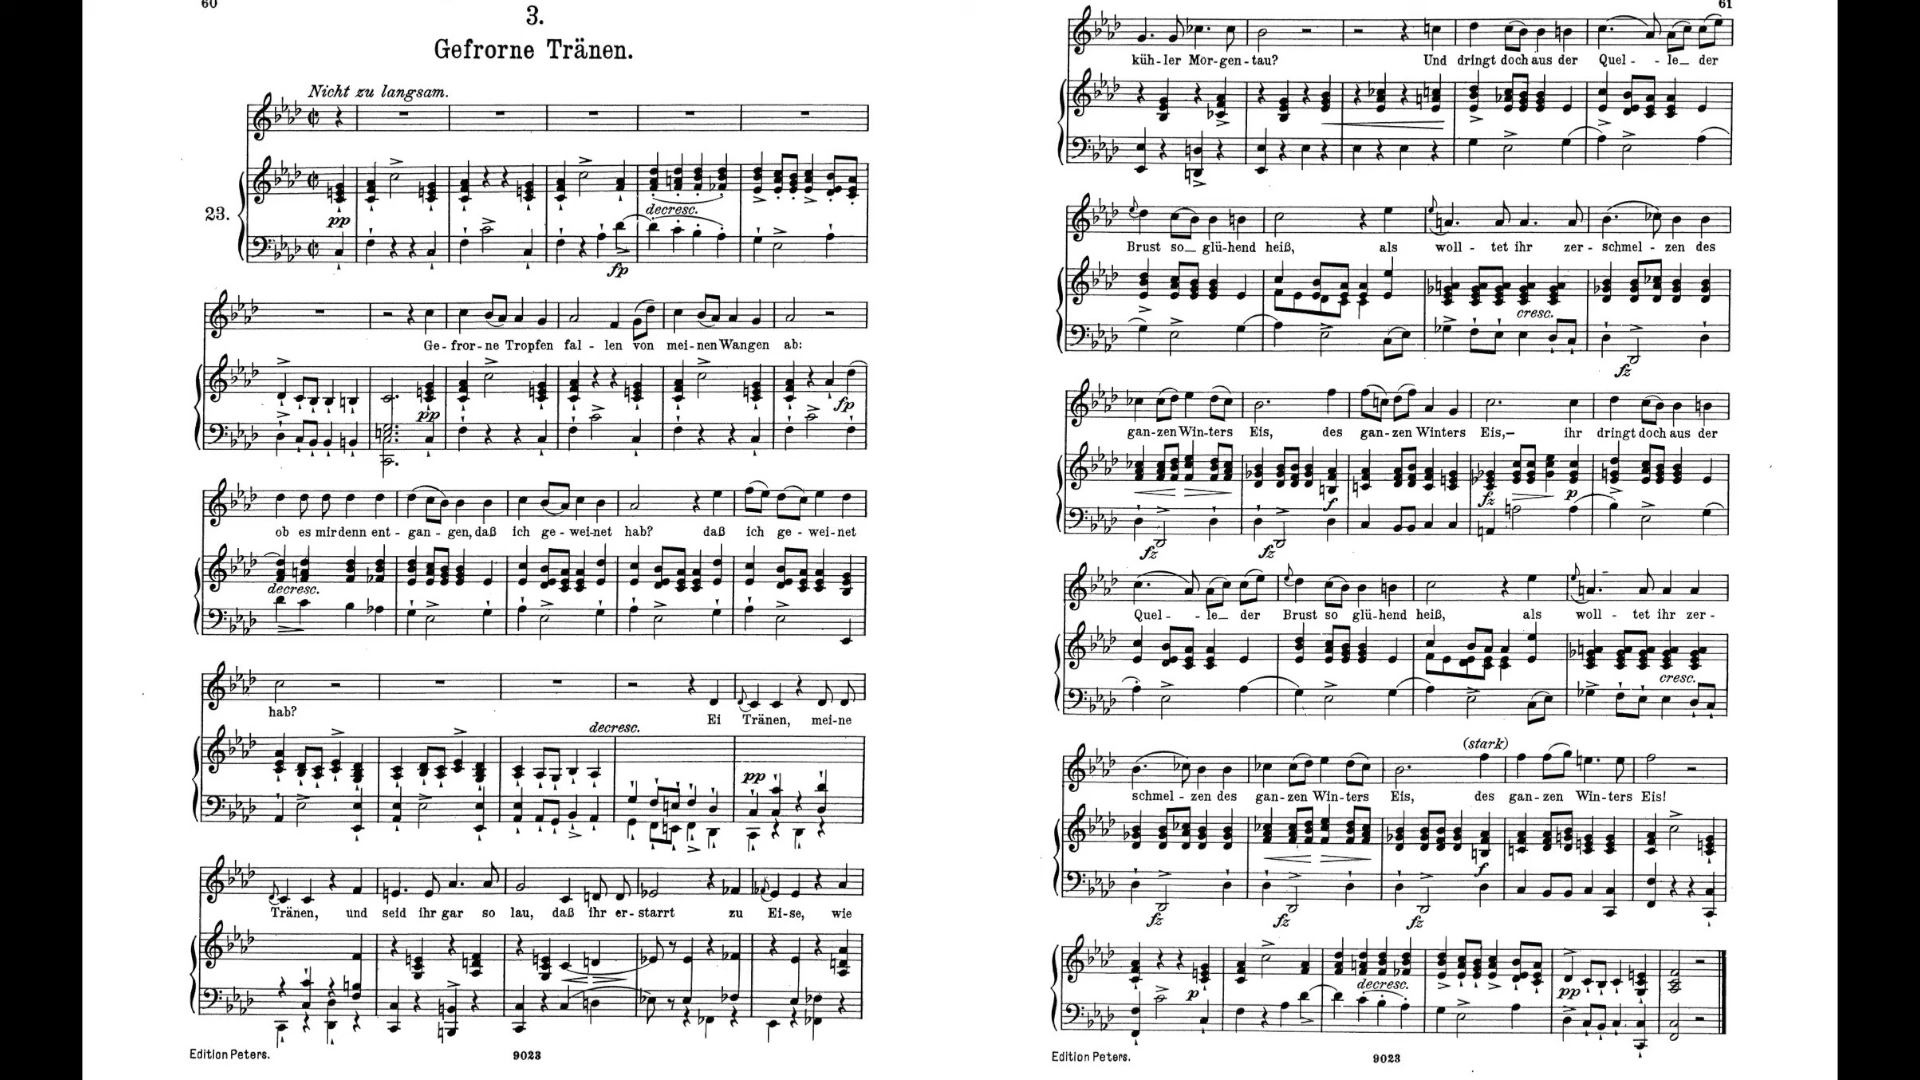 60
3.
Gefrorne Tränen.
Nicht zu langsam.
23.
pp
decresc.
fp
Ge-fror-ne Tropfen fal-len von mei-nen Wangen ab:
pp
fp
ob es mir denn ent-gan-gen, daß ich ge-wei-net hab? daß ich ge-wei-net
decresc.
hab? Ei Tränen, mei-ne
decresc.
pp
Tränen, und seid ihr gar so lau, daß ihr er-starrt zu Ei-se, wie
Edition Peters. 9023
61
küh-ler Mor-gen-tau? Und dringt doch aus der Quel-le der
Brust so glü-hend heiß, als woll-tet ihr zer-schmel-zen des
cresc.
fz
gan-zen Win-ters Eis, des gan-zen Winters Eis,– ihr dringt doch aus der
f fz p
fz fz
Quel-le der Brust so glü-hend heiß, als woll-tet ihr zer-
cresc.
(stark)
schmel-zen des gan-zen Win-ters Eis, des gan-zen Win-ters Eis!
f
fz fz fz
p decresc. pp
Edition Peters. 9023